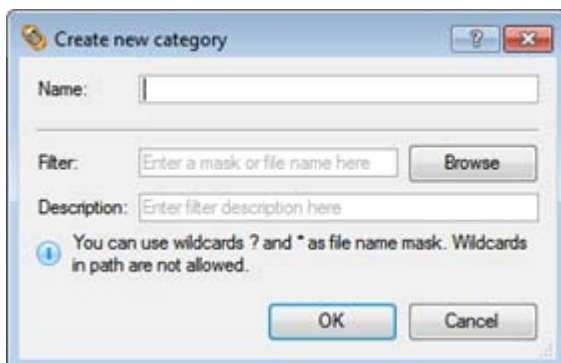 Create new category
Name:
Filter: Enter a mask or file name here Browse
Description: Enter filter description here
You can use wildcards ? and * as file name mask. Wildcards
in path are not allowed.
OK Cancel